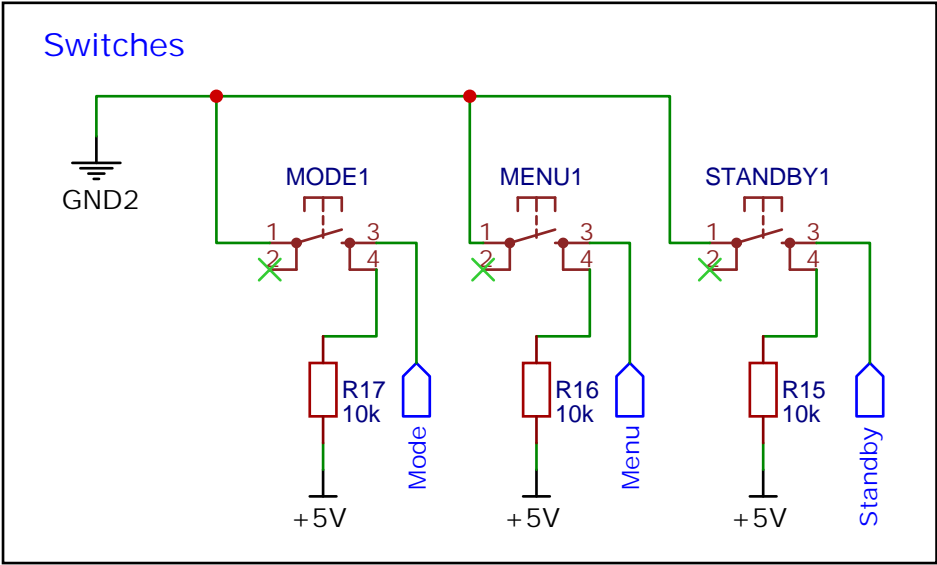 Switches
GND2
MODE1
MENU1
STANDBY1
1
2
3
4
1
2
3
4
1
2
3
4
R17
10k
R16
10k
R15
10k
Mode
Menu
Standby
+5V
+5V
+5V